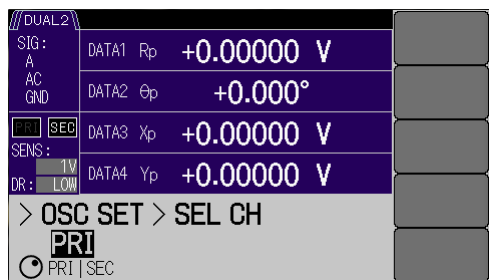 DUAL2
SIG:
A
AC
GND
DATA1 Rp +0.00000 V
DATA2 θp +0.000°
PRI SEC
DATA3 Xp +0.00000 V
SENS:
1V
DATA4 Yp +0.00000 V
DR: LOW
> OSC SET > SEL CH
PRI
PRI | SEC